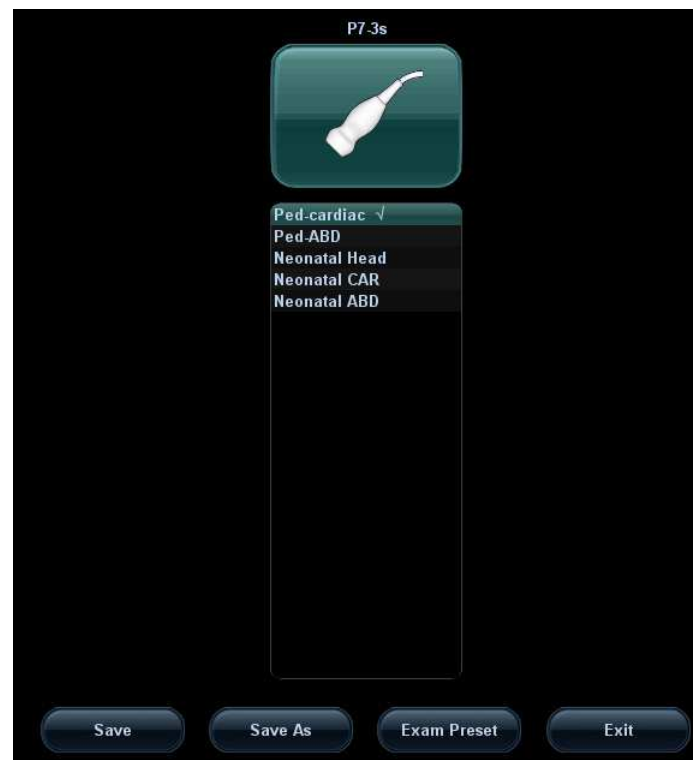 P7-3s
Ped-cardiac √
Ped-ABD
Neonatal Head
Neonatal CAR
Neonatal ABD
Save
Save As
Exam Preset
Exit